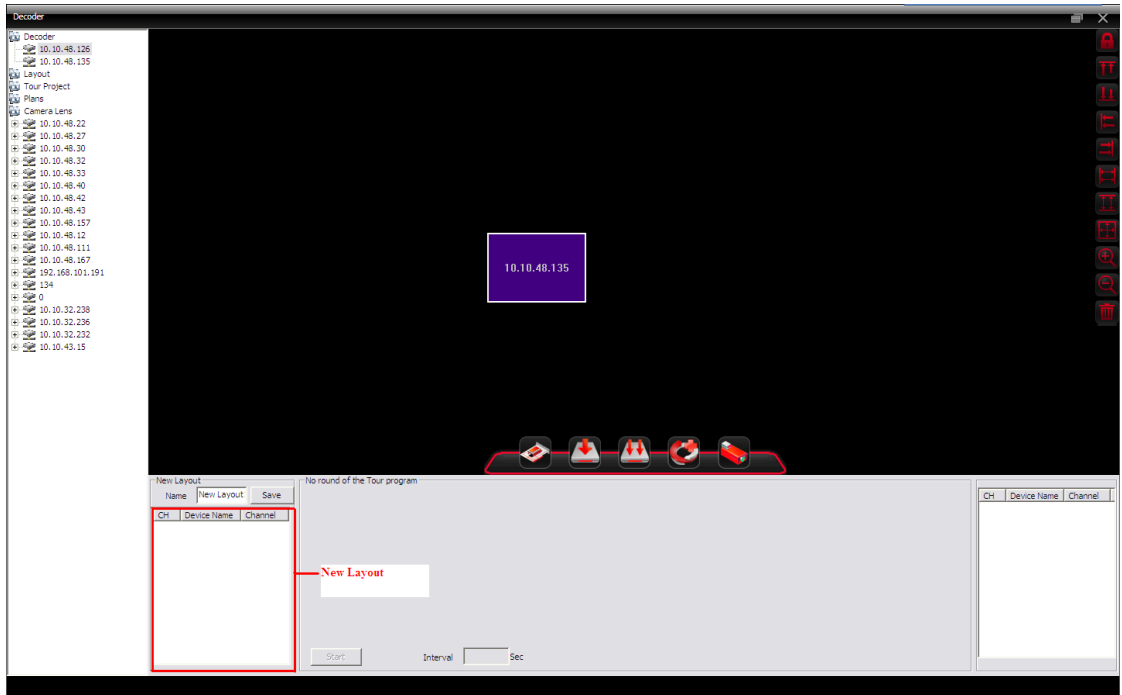 Decoder
Decoder
10.10.48.126
10.10.48.135
Layout
Tour Project
Plans
Camera Lens
10.10.48.22
10.10.48.27
10.10.48.30
10.10.48.32
10.10.48.33
10.10.48.40
10.10.48.42
10.10.48.43
10.10.48.157
10.10.48.12
10.10.48.111
10.10.48.167
192.168.101.191
134
0
10.10.32.238
10.10.32.236
10.10.32.232
10.10.43.15
10.10.48.135
New Layout
Name New Layout Save
CH Device Name Channel
No round of the Tour program
New Layout
Start Interval Sec
CH Device Name Channel